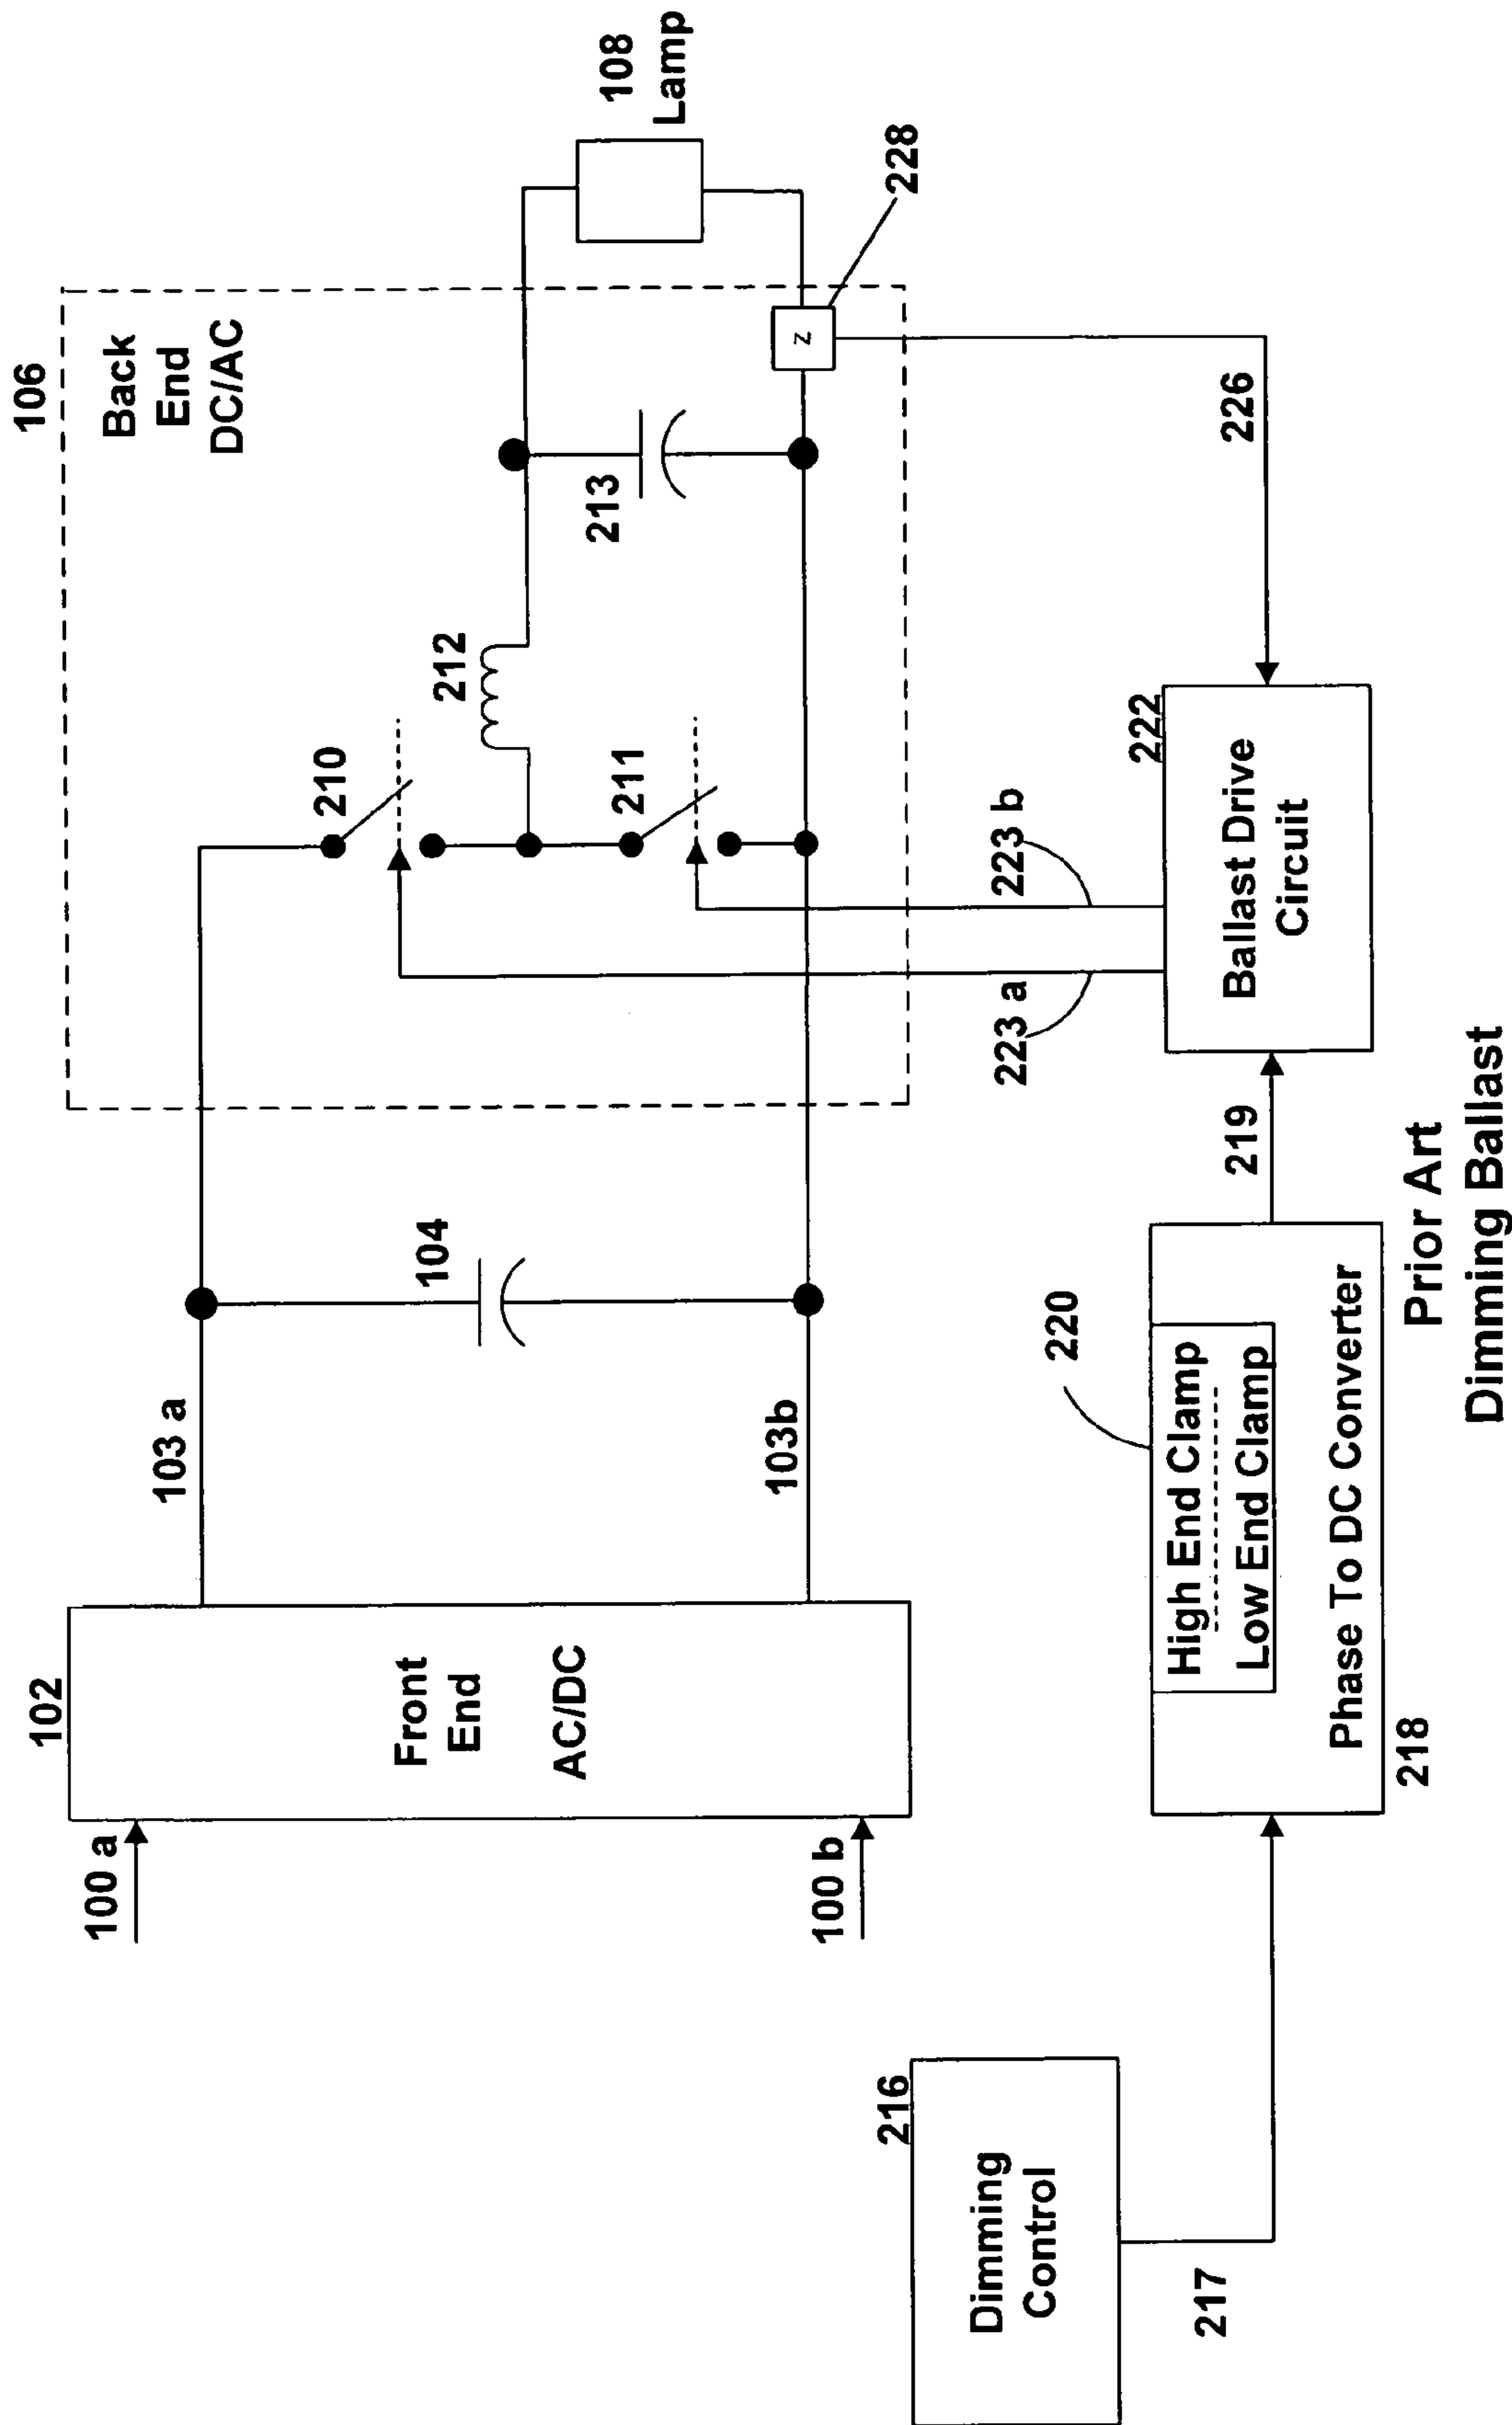 106
Back
End
DC/AC
102
Front
End
AC/DC
100 a
100 b
103 a
103b
104
210
211
212
213
108
Lamp
z
228
226
223 a
223 b
222
Ballast Drive
Circuit
219
220
High End Clamp
Low End Clamp
Phase To DC Converter
218
216
Dimming
Control
217
Prior Art
Dimming Ballast